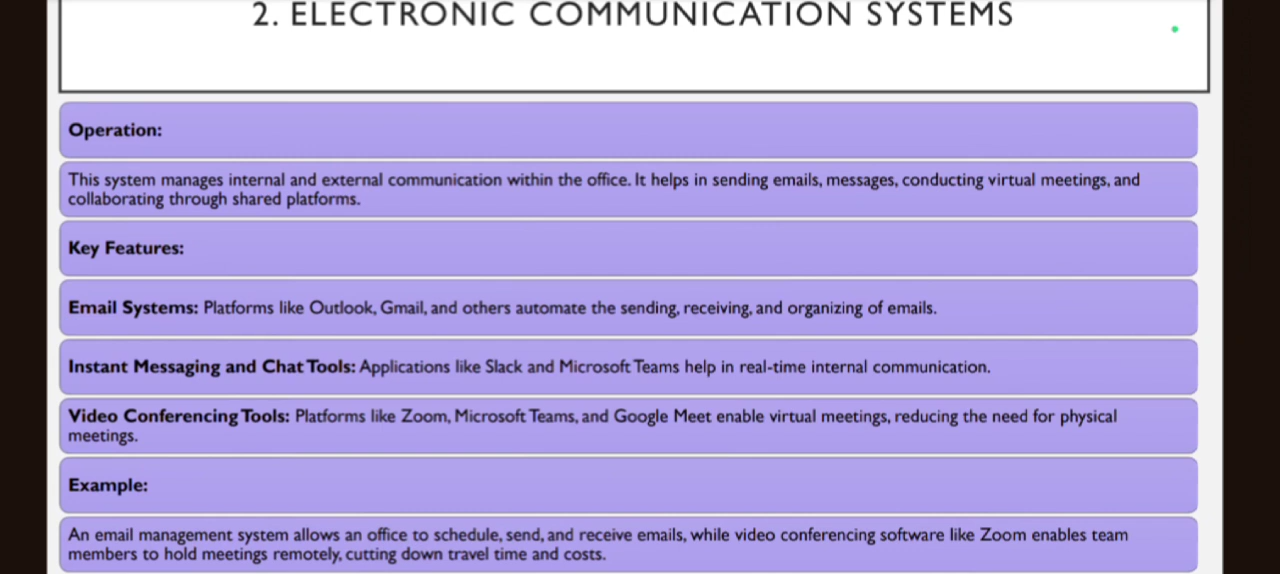 2. ELECTRONIC COMMUNICATION SYSTEMS
Operation:
This system manages internal and external communication within the office. It helps in sending emails, messages, conducting virtual meetings, and
collaborating through shared platforms.
Key Features:
Email Systems: Platforms like Outlook, Gmail, and others automate the sending, receiving, and organizing of emails.
Instant Messaging and Chat Tools: Applications like Slack and Microsoft Teams help in real-time internal communication.
Video Conferencing Tools: Platforms like Zoom, Microsoft Teams, and Google Meet enable virtual meetings, reducing the need for physical
meetings.
Example:
An email management system allows an office to schedule, send, and receive emails, while video conferencing software like Zoom enables team
members to hold meetings remotely, cutting down travel time and costs.